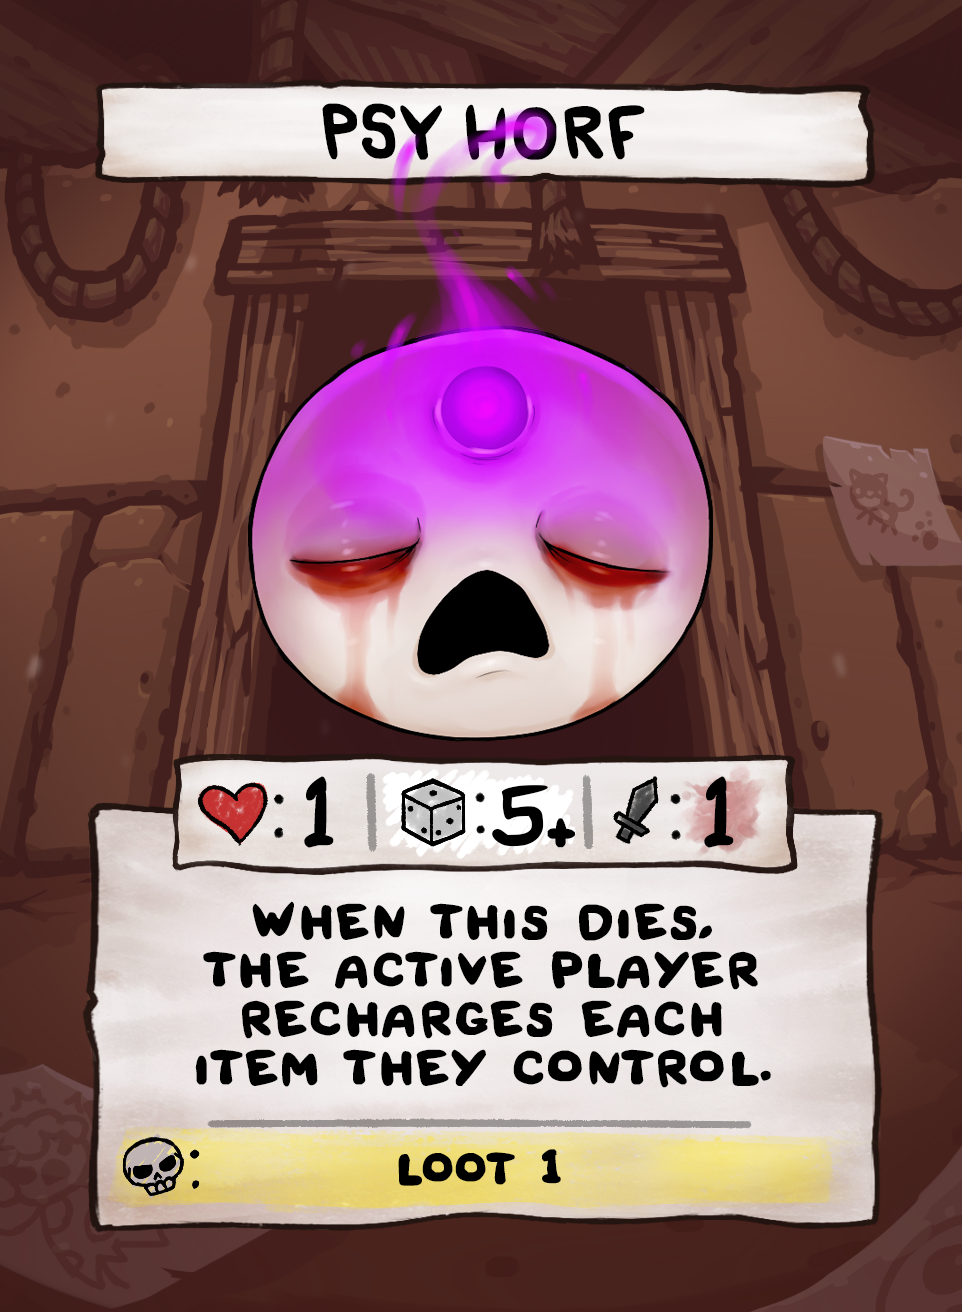 PSY HORF
: 1 : 5+ : 1
WHEN THIS DIES,
THE ACTIVE PLAYER
RECHARGES EACH
ITEM THEY CONTROL.
: LOOT 1